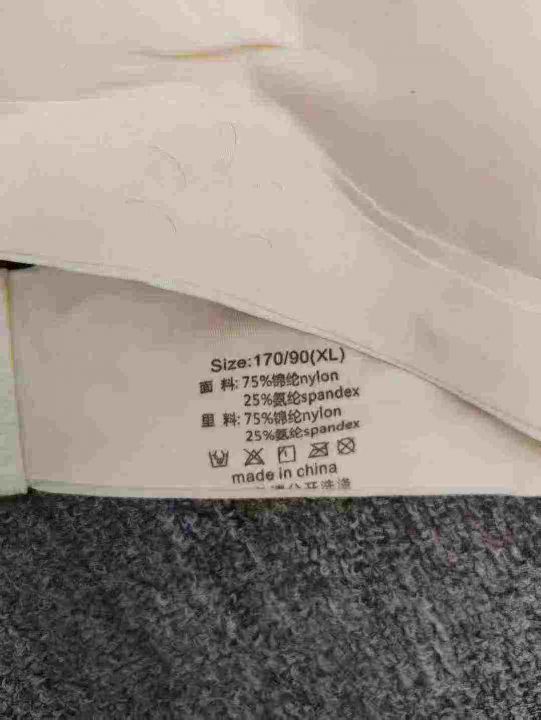 Size:170/90(XL)
面 料: 75%锦纶nylon
25%氨纶spandex
里 料: 75%锦纶nylon
25%氨纶spandex
made in china